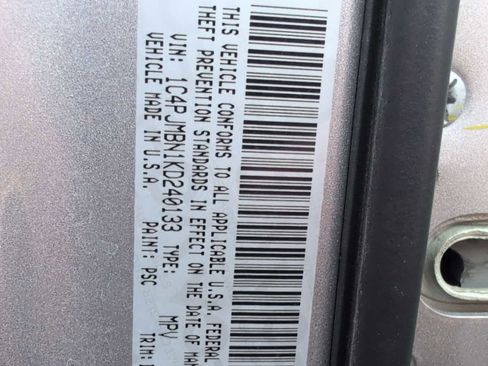 THIS VEHICLE CONFORMS TO ALL APPLICABLE U.S.A. FEDERAL
THEFT PREVENTION STANDARDS IN EFFECT ON THE DATE OF MAN
VIN: 1C4PJMBN1KD240133 TYPE: MPV
VEHICLE MADE IN U.S.A. PAINT: PSC TRIM: